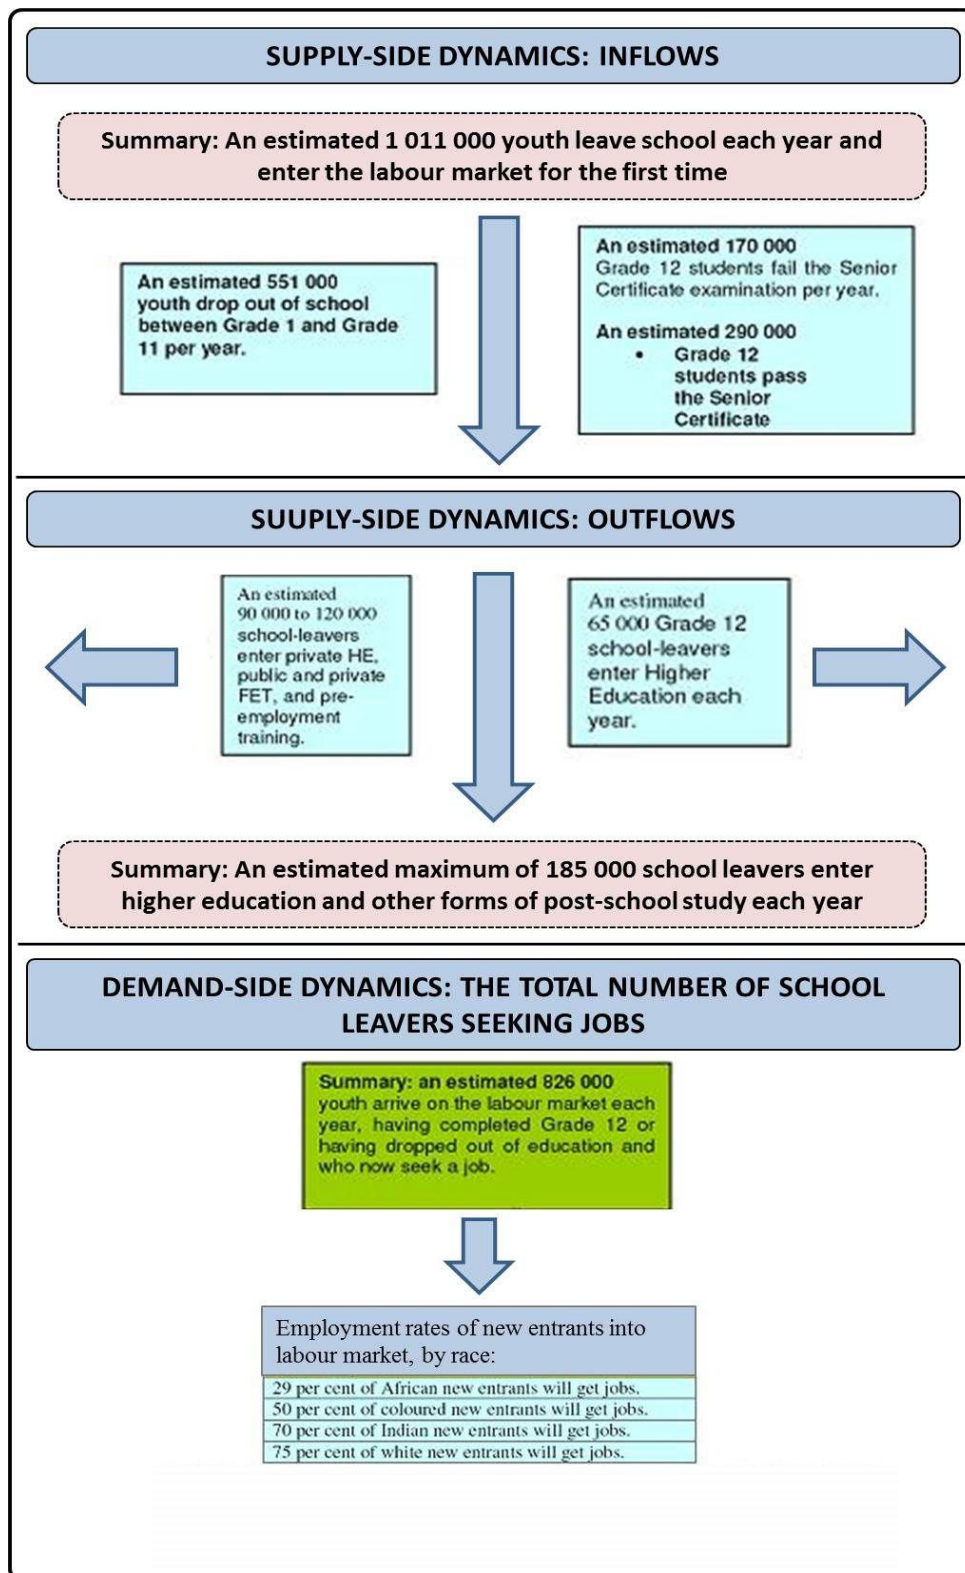 SUPPLY-SIDE DYNAMICS: INFLOWS
Summary: An estimated 1 011 000 youth leave school each year and
enter the labour market for the first time
An estimated 551 000
youth drop out of school
between Grade 1 and Grade
11 per year.
An estimated 170 000
Grade 12 students fail the Senior
Certificate examination per year.
An estimated 290 000
• Grade 12
students pass
the Senior
Certificate
SUUPLY-SIDE DYNAMICS: OUTFLOWS
An estimated
90 000 to 120 000
school-leavers
enter private HE,
public and private
FET, and pre-
employment
training.
An estimated
65 000 Grade 12
school-leavers
enter Higher
Education each
year.
Summary: An estimated maximum of 185 000 school leavers enter
higher education and other forms of post-school study each year
DEMAND-SIDE DYNAMICS: THE TOTAL NUMBER OF SCHOOL
LEAVERS SEEKING JOBS
Summary: an estimated 826 000
youth arrive on the labour market each
year, having completed Grade 12 or
having dropped out of education and
who now seek a job.
Employment rates of new entrants into
labour market, by race:
29 per cent of African new entrants will get jobs.
50 per cent of coloured new entrants will get jobs.
70 per cent of Indian new entrants will get jobs.
75 per cent of white new entrants will get jobs.